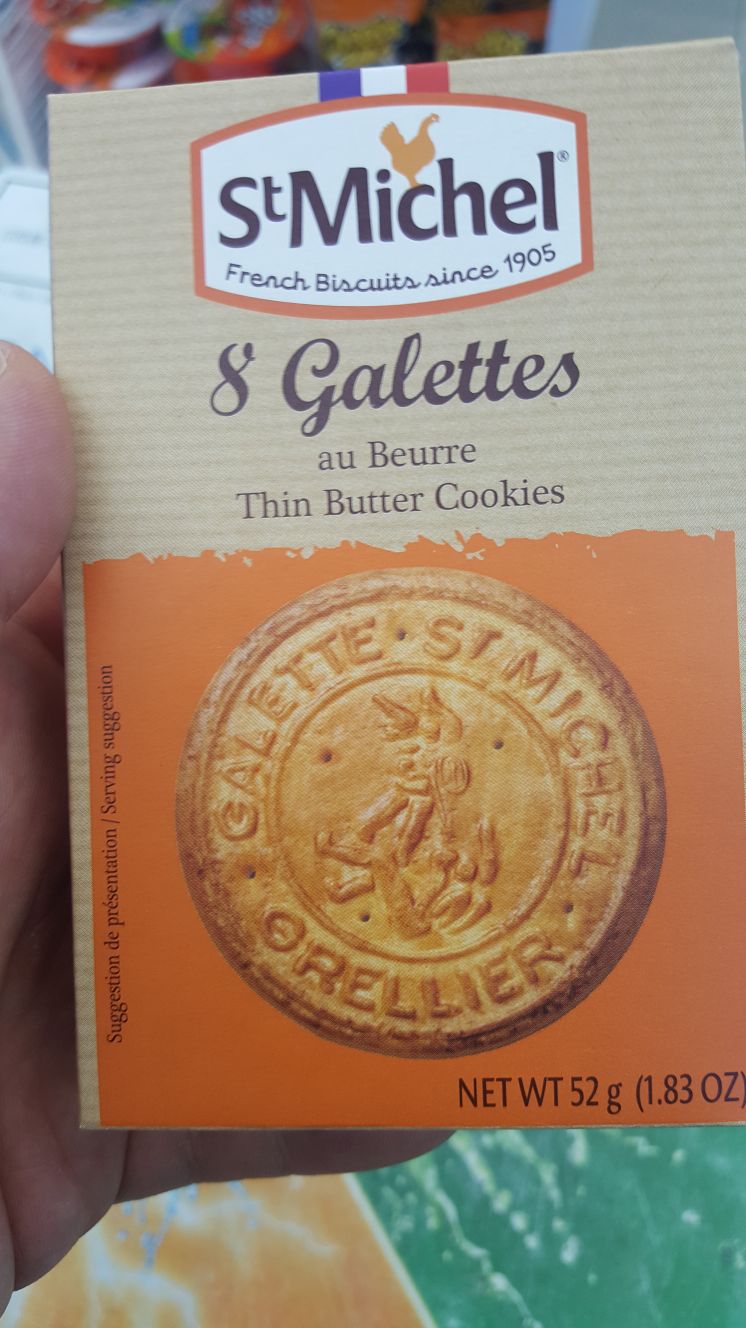 StMichel®
French Biscuits since 1905
8 Galettes
au Beurre
Thin Butter Cookies
GALETTE · ST MICHEL
GRELLIER
Suggestion de présentation / Serving suggestion
NET WT 52 g (1.83 OZ)